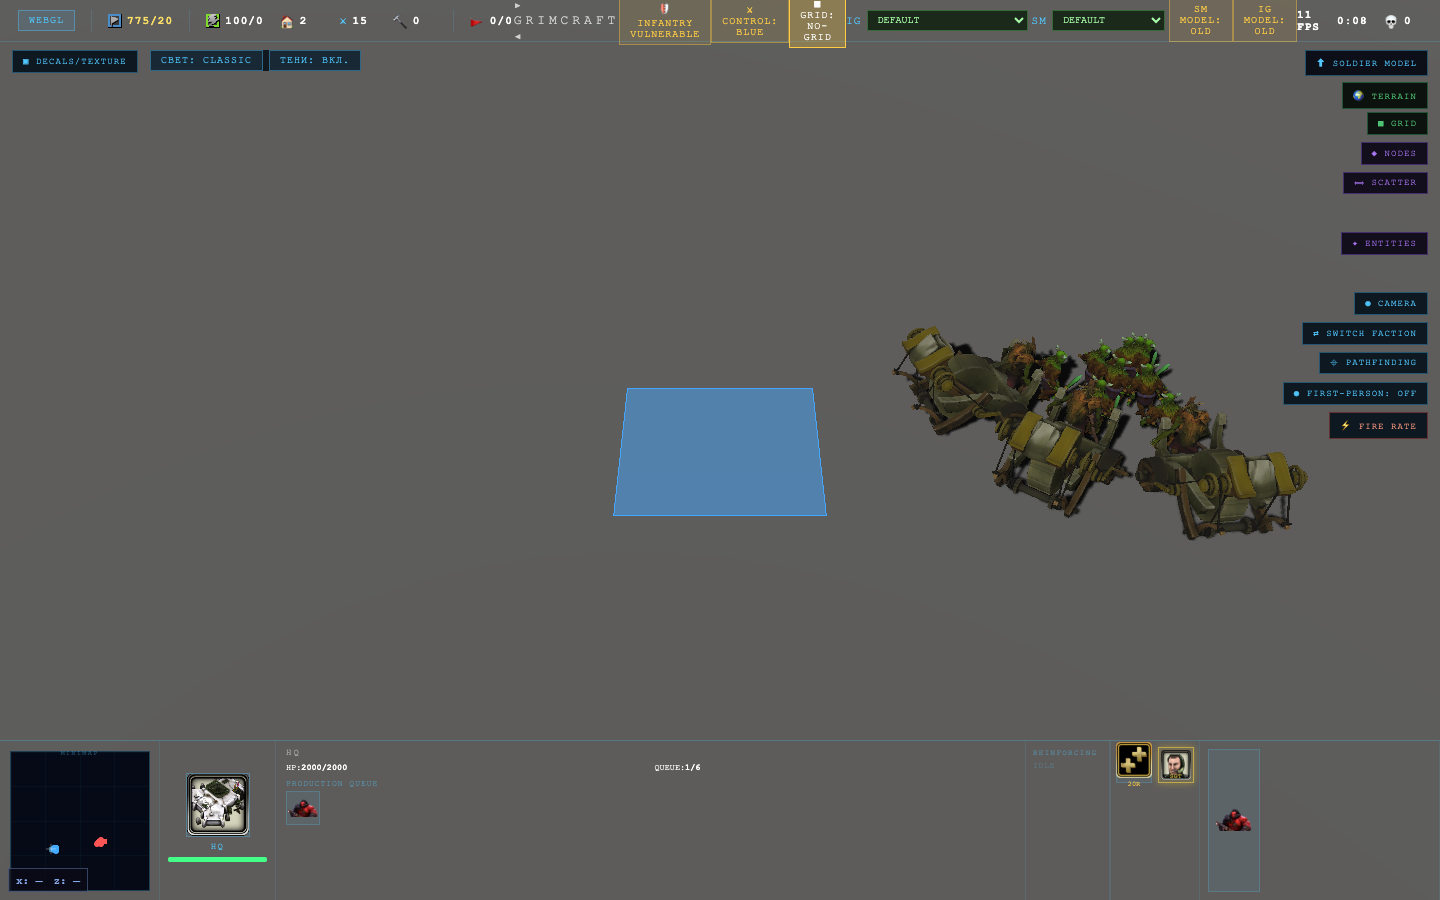 WEBGL
775/20
100/0
2
15
0
0/0
GRIMCRAFT
INFANTRY
VULNERABLE
CONTROL:
BLUE
GRID:
NO-
GRID
IG
DEFAULT
SM
DEFAULT
SM
MODEL:
OLD
IG
MODEL:
OLD
11
FPS
0:08
0
DECALS/TEXTURE
СВЕТ: CLASSIC
ТЕНИ: ВКЛ.
SOLDIER MODEL
TERRAIN
GRID
NODES
SCATTER
ENTITIES
CAMERA
SWITCH FACTION
PATHFINDING
FIRST-PERSON: OFF
FIRE RATE
MINIMAP
X: — Z: —
HQ
HQ
HP:2000/2000
QUEUE:1/6
PRODUCTION QUEUE
REINFORCING
IDLE
20R